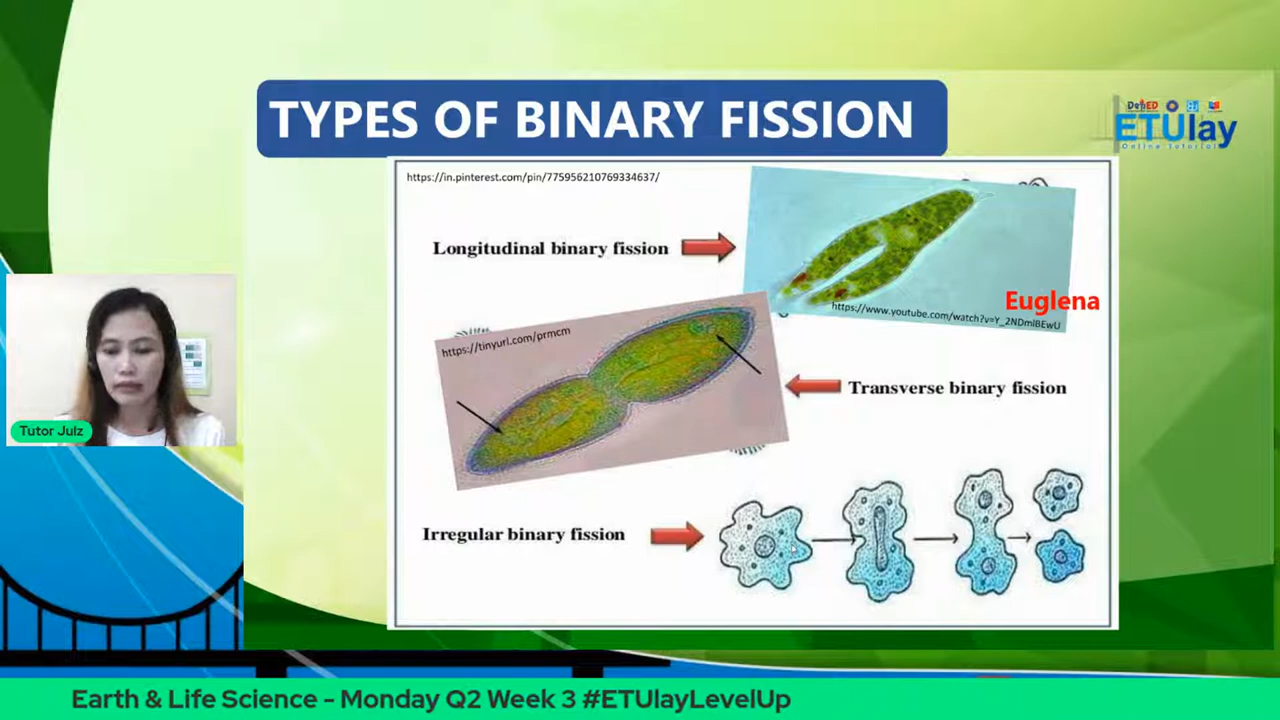 TYPES OF BINARY FISSION
DepED
ETUlay
Online Tutorial
https://in.pinterest.com/pin/775956210769334637/
Longitudinal binary fission
Euglena
https://www.youtube.com/watch?v=Y_2NDmlBEwU
https://tinyurl.com/prmcm
Transverse binary fission
Tutor Julz
Irregular binary fission
Earth & Life Science - Monday Q2 Week 3 #ETUlayLevelUp